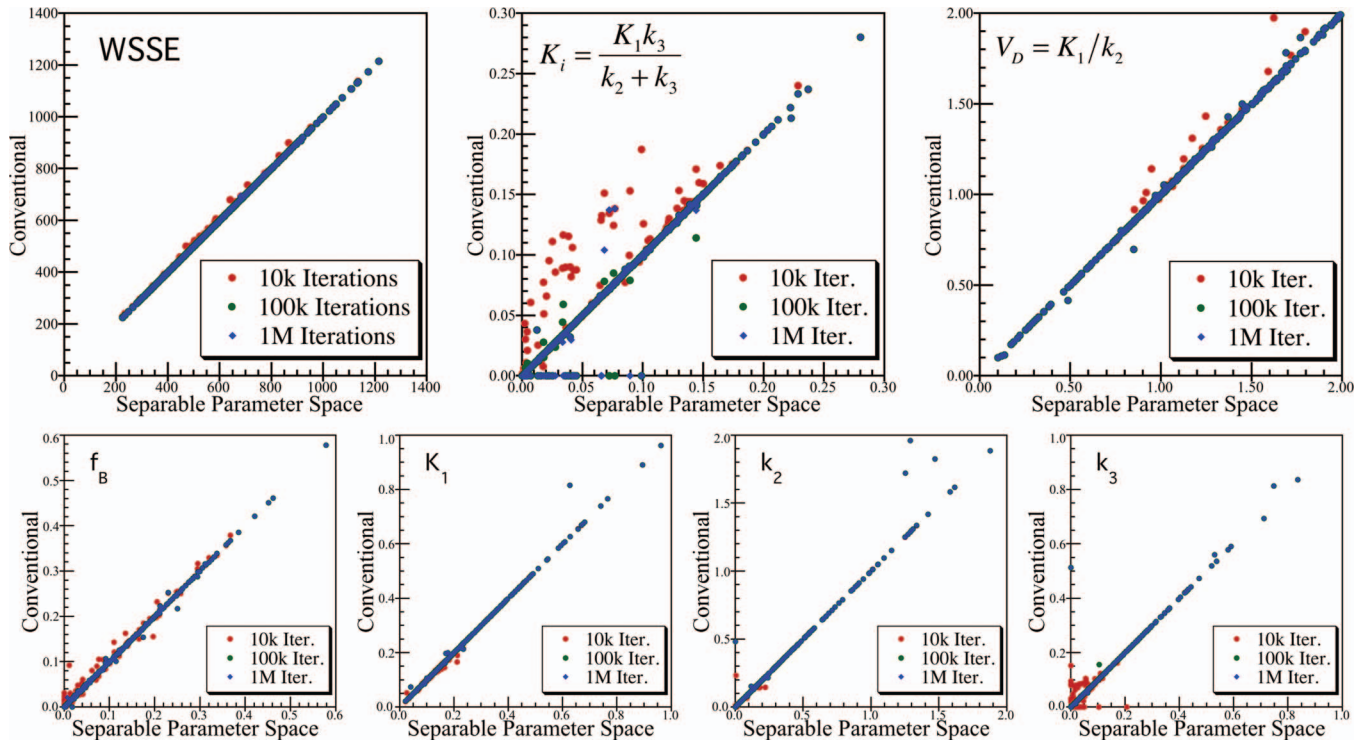 WSSE
Conventional
1400
1200
1000
800
600
400
200
0
0 200 400 600 800 1000 1200 1400
Separable Parameter Space
10k Iterations
100k Iterations
1M Iterations
K_i = K_1 k_3 / (k_2 + k_3)
Conventional
0.30
0.25
0.20
0.15
0.10
0.05
0.00
0.00 0.05 0.10 0.15 0.20 0.25 0.30
Separable Parameter Space
10k Iter.
100k Iter.
1M Iter.
V_D = K_1/k_2
Conventional
2.00
1.50
1.00
0.50
0.00
0.00 0.50 1.00 1.50 2.00
Separable Parameter Space
10k Iter.
100k Iter.
1M Iter.
f_B
Conventional
0.6
0.5
0.4
0.3
0.2
0.1
0.0
0.0 0.1 0.2 0.3 0.4 0.5 0.6
Separable Parameter Space
10k Iter.
100k Iter.
1M Iter.
K_1
Conventional
1.0
0.8
0.6
0.4
0.2
0.0
0.0 0.2 0.4 0.6 0.8 1.0
Separable Parameter Space
10k Iter.
100k Iter.
1M Iter.
k_2
Conventional
2.0
1.5
1.0
0.5
0.0
0.0 0.5 1.0 1.5 2.0
Separable Parameter Space
10k Iter.
100k Iter.
1M Iter.
k_3
Conventional
1.0
0.8
0.6
0.4
0.2
0.0
0.0 0.2 0.4 0.6 0.8 1.0
Separable Parameter Space
10k Iter.
100k Iter.
1M Iter.